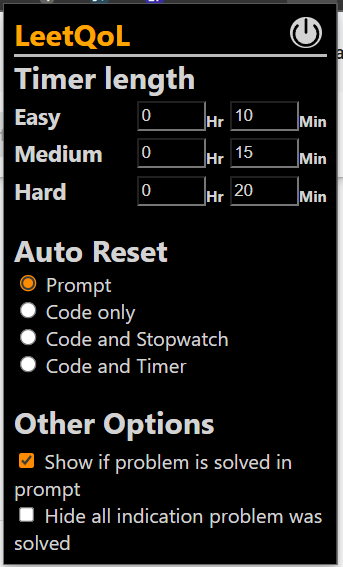 LeetQoL
Timer length
Easy 0 Hr 10 Min
Medium 0 Hr 15 Min
Hard 0 Hr 20 Min
Auto Reset
Prompt
Code only
Code and Stopwatch
Code and Timer
Other Options
Show if problem is solved in
prompt
Hide all indication problem was
solved